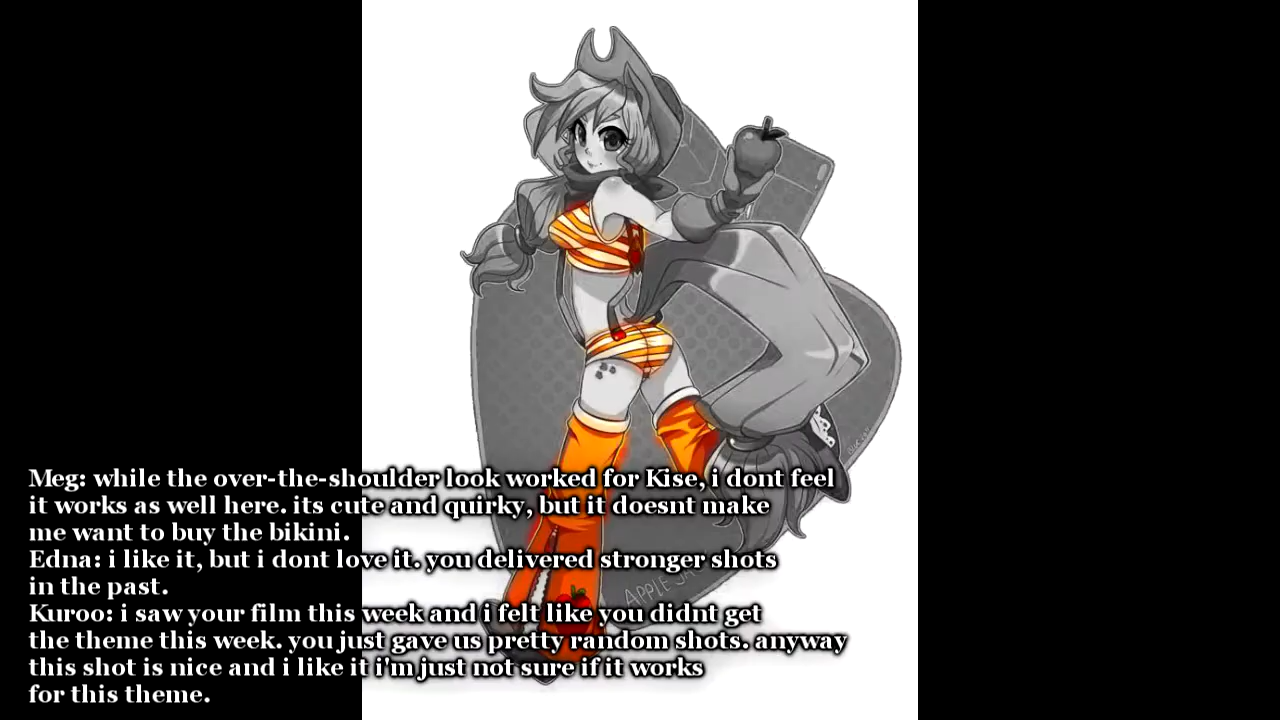 APPLE
Meg: while the over-the-shoulder look worked for Kise, i dont feel
it works as well here. its cute and quirky, but it doesnt make
me want to buy the bikini.
Edna: i like it, but i dont love it. you delivered stronger shots
in the past.
Kuroo: i saw your film this week and i felt like you didnt get
the theme this week. you just gave us pretty random shots. anyway
this shot is nice and i like it i'm just not sure if it works
for this theme.